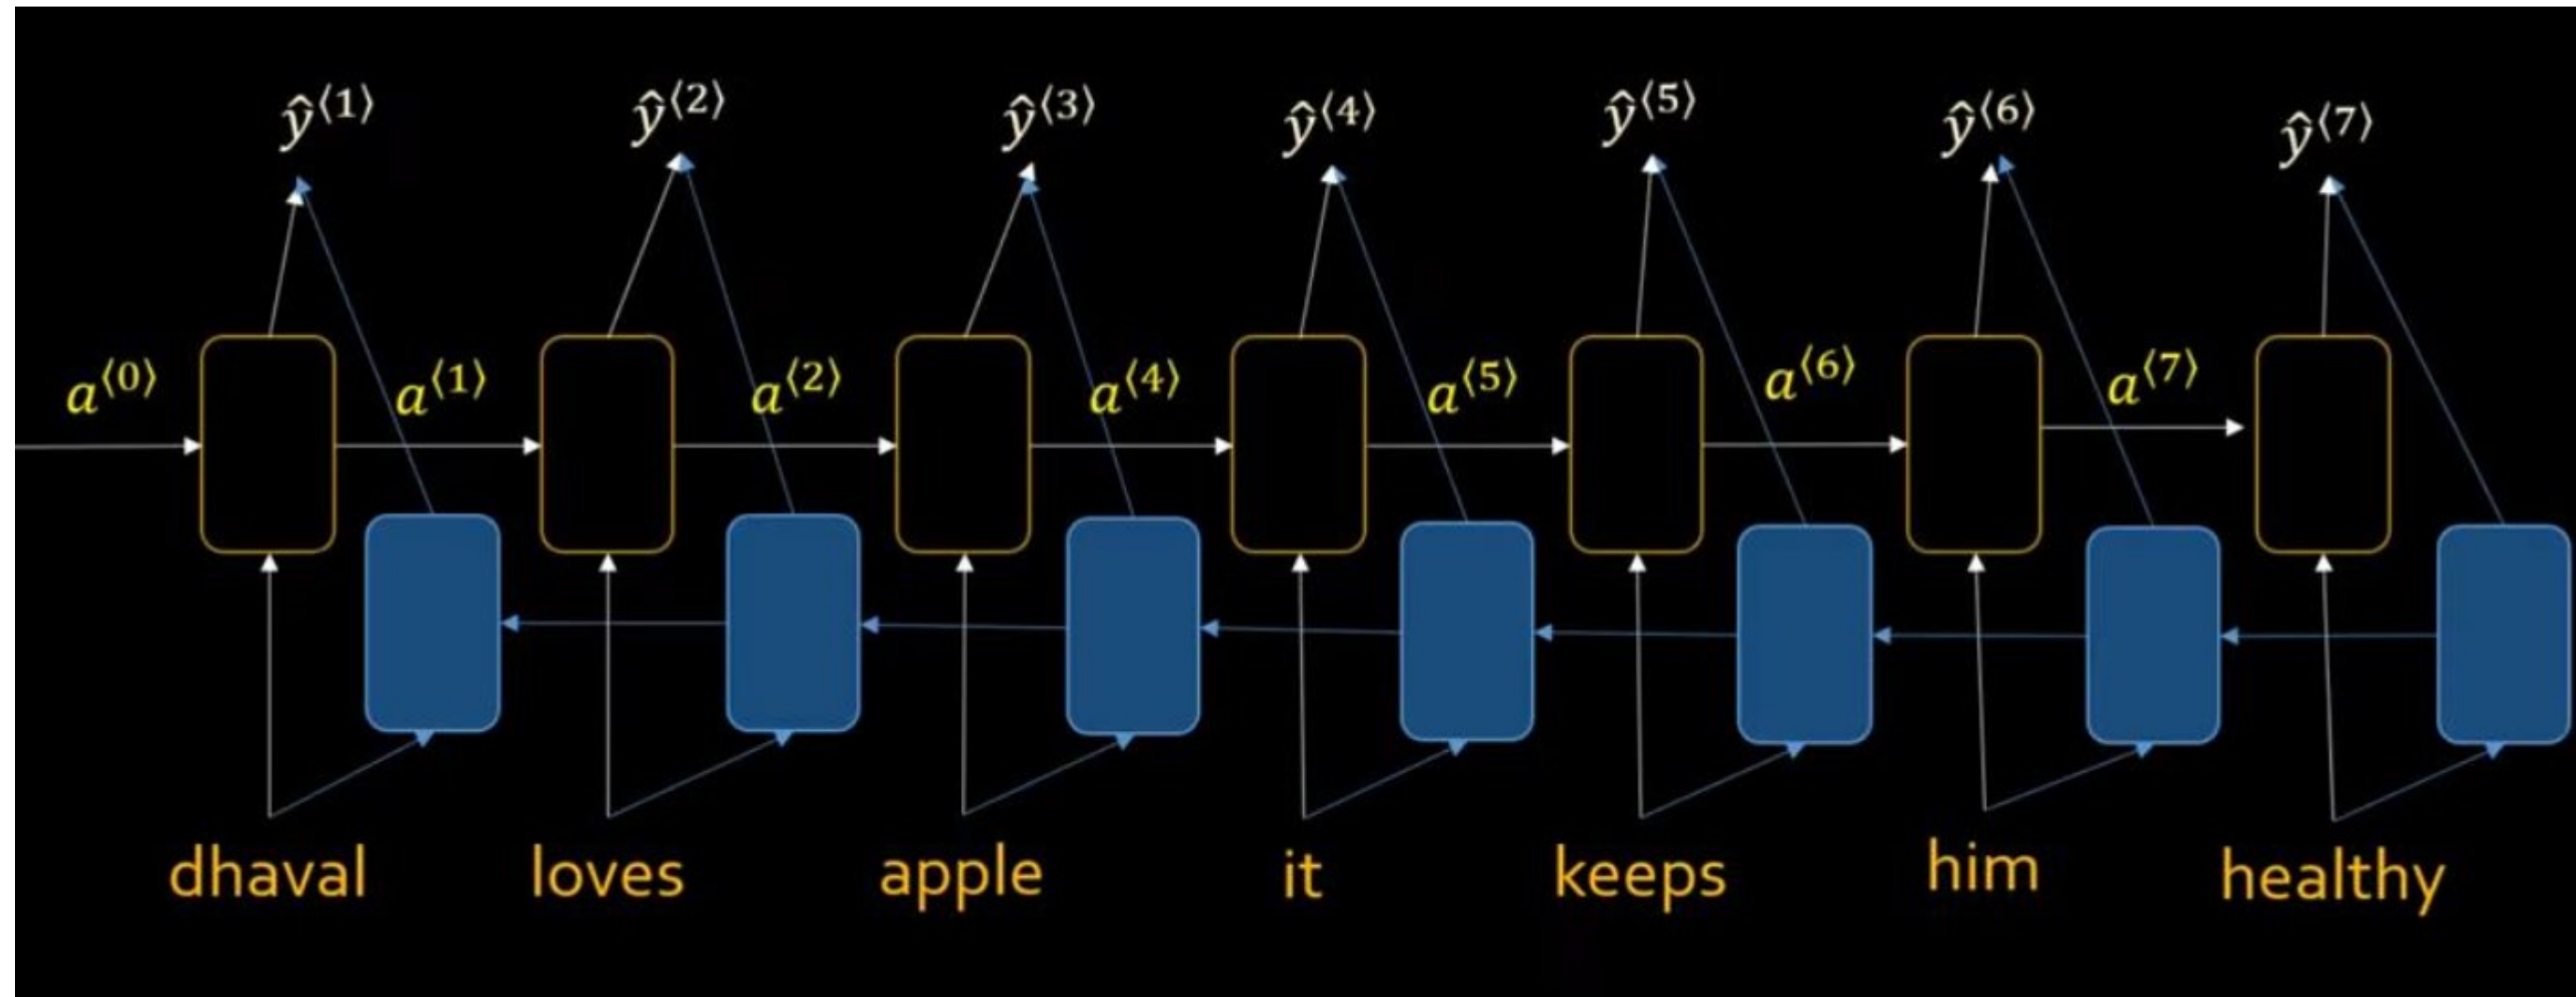 ŷ⟨1⟩ ŷ⟨2⟩ ŷ⟨3⟩ ŷ⟨4⟩ ŷ⟨5⟩ ŷ⟨6⟩ ŷ⟨7⟩
a⟨0⟩ a⟨1⟩ a⟨2⟩ a⟨4⟩ a⟨5⟩ a⟨6⟩ a⟨7⟩
dhaval loves apple it keeps him healthy